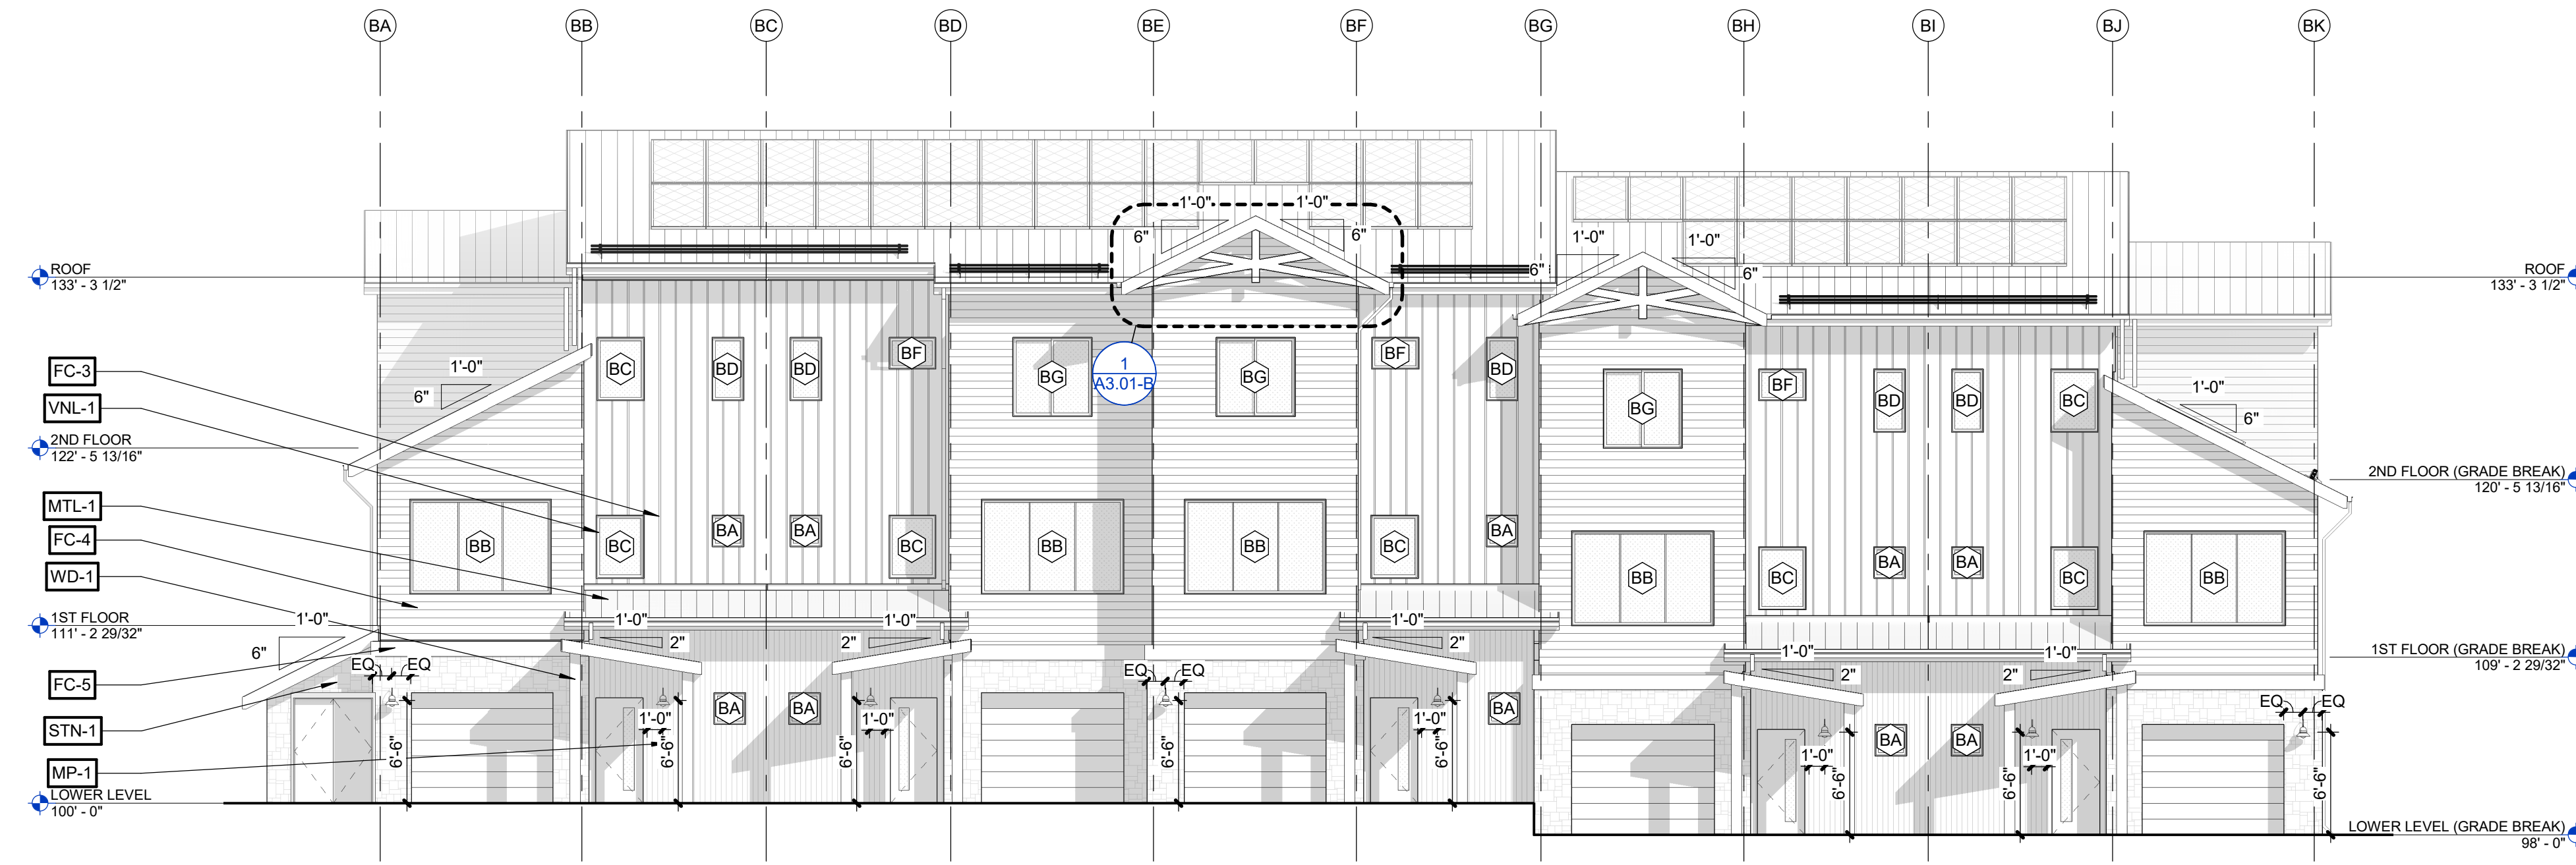 BA BB BC BD BE BF BG BH BI BJ BK
1'-0" 1'-0"
6" 6"
1'-0" 1'-0"
6" 6"
ROOF
133' - 3 1/2"
ROOF
133' - 3 1/2"
FC-3
VNL-1
1'-0"
6"
BC BD BD BF BG BG BF BD BG BF BD BD BC
1
A3.01-B
1'-0"
6"
2ND FLOOR
122' - 5 13/16"
2ND FLOOR (GRADE BREAK)
120' - 5 13/16"
MTL-1
FC-4
WD-1
BB BC BA BA BC BB BB BC BA BB BC BA BA BC BB
1ST FLOOR
111' - 2 29/32"
1ST FLOOR (GRADE BREAK)
109' - 2 29/32"
1'-0" 1'-0" 1'-0" 1'-0" 1'-0" 1'-0"
6" 2" 2" 2" 2" 2"
FC-5
STN-1
MP-1
EQ EQ EQ EQ EQ EQ
BA BA BA BA BA
1'-0" 1'-0" 1'-0" 1'-0" 1'-0"
6'-6" 6'-6" 6'-6" 6'-6" 6'-6" 6'-6" 6'-6" 6'-6"
LOWER LEVEL
100' - 0"
LOWER LEVEL (GRADE BREAK)
98' - 0"